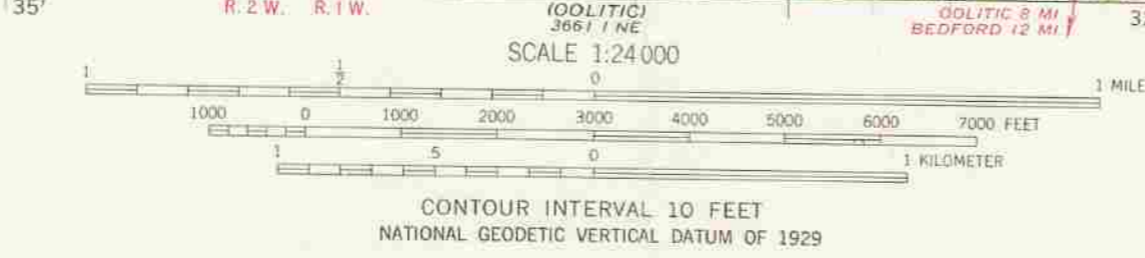 35'
R. 2 W. R. 1 W.
(OOLITIC)
3661 I NE
OOLITIC 8 MI.
BEDFORD 12 MI.
SCALE 1:24 000
1 1/2 0 1 MILE
1000 0 1000 2000 3000 4000 5000 6000 7000 FEET
1 .5 0 1 KILOMETER
CONTOUR INTERVAL 10 FEET
NATIONAL GEODETIC VERTICAL DATUM OF 1929